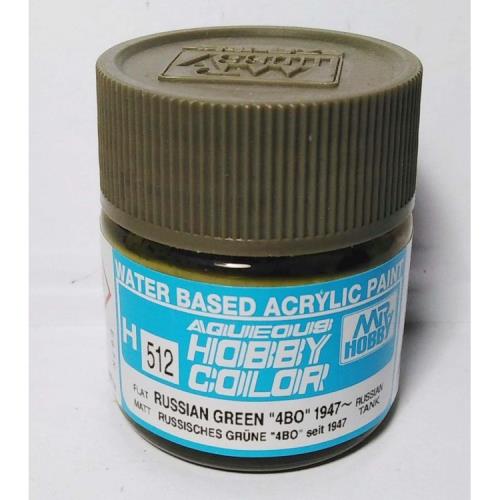 WATER BASED ACRYLIC PAINT
H 512
AQUEOUS
HOBBY
COLOR
MR
HOBBY
FLAT RUSSIAN GREEN "4BO" 1947~ RUSSIAN
MATT RUSSISCHES GRÜNE "4BO" seit 1947 TANK